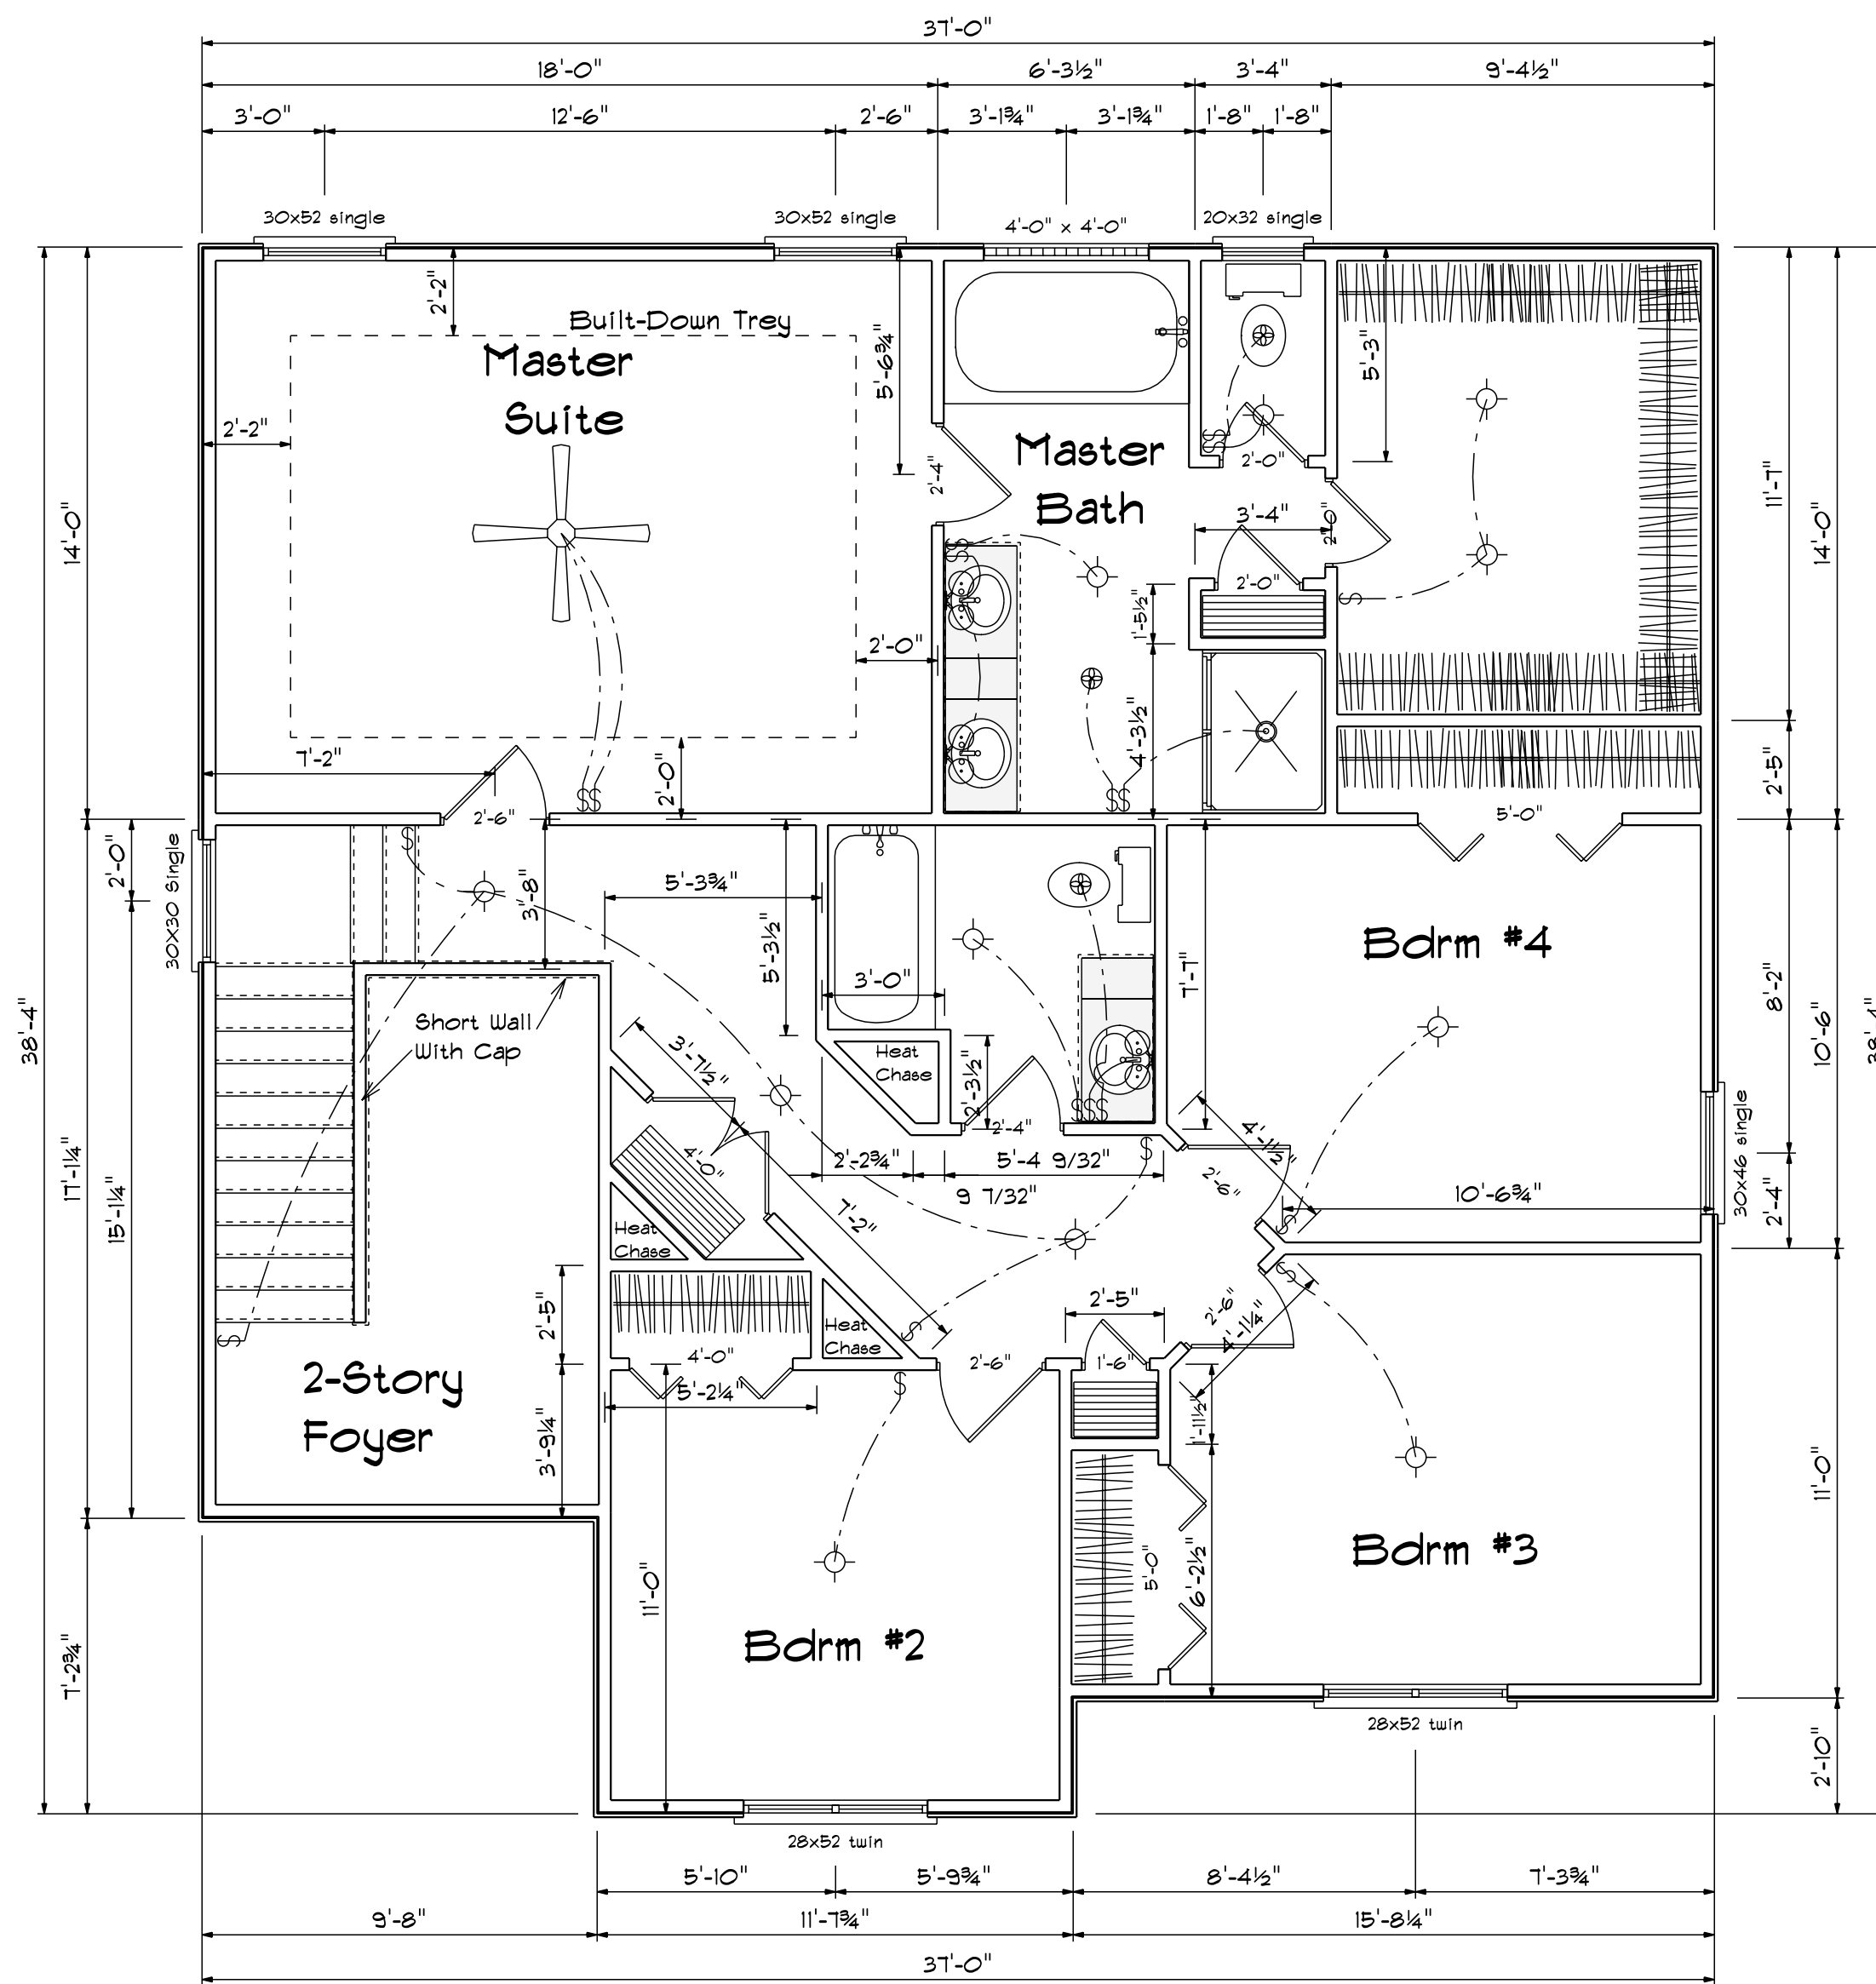 37'-0"
18'-0" 6'-3½" 3'-4" 9'-4½"
3'-0" 12'-6" 2'-6" 3'-1¾" 3'-1¾" 1'-8" 1'-8"
30x52 single 30x52 single 4'-0" x 4'-0" 20x32 single
2'-2"
Built-Down Trey
Master
Suite
5'-6¾"
5'-3"
2'-2"
Master
Bath
2'-4"
2'-0"
3'-4"
2'-0"
2'-0"
11'-7"
14'-0"
14'-0"
1'-5½"
2'-0"
4'-3½"
7'-2"
2'-0"
2'-5"
2'-6"
5'-0"
$ $ $ $
2'-0"
30X30 Single
3'-8"
5'-3¾"
5'-3½"
3'-0"
7'-7"
Bdrm #4
8'-2"
10'-6"
38'-4"
38'-4"
Short Wall
With Cap
3'-7½"
Heat
Chase
2'-3½"
$$$
2'-4"
4'-11½"
30x46 single
17'-1¼"
15'-1¼"
4'-0"
2'-2¾" 5'-4 9/32"
9 7/32"
2'-6"
10'-6¾"
2'-4"
7'-2"
Heat
Chase
2'-5"
2'-5"
2'-6"
4'-1¼"
Heat
Chase
4'-0"
2'-6"
1'-6"
5'-2¼"
2-Story
Foyer
3'-9¼"
1'-11½"
11'-0"
Bdrm #3
5'-0"
6'-2½"
11'-0"
Bdrm #2
7'-2¾"
28x52 twin
2'-10"
28x52 twin
5'-10" 5'-9¾" 8'-4½" 7'-3¾"
9'-8" 11'-7¾" 15'-8¼"
37'-0"